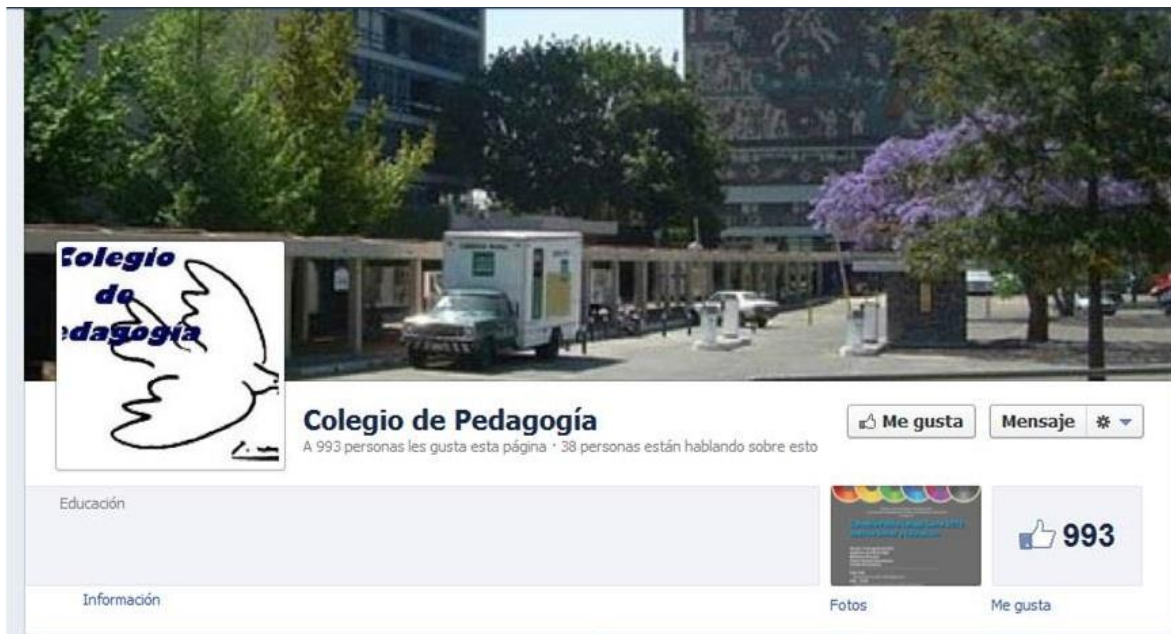 Colegio
de
edagogía
Colegio de Pedagogía
Me gusta
Mensaje
A 993 personas les gusta esta página · 38 personas están hablando sobre esto
Educación
993
Información
Fotos
Me gusta